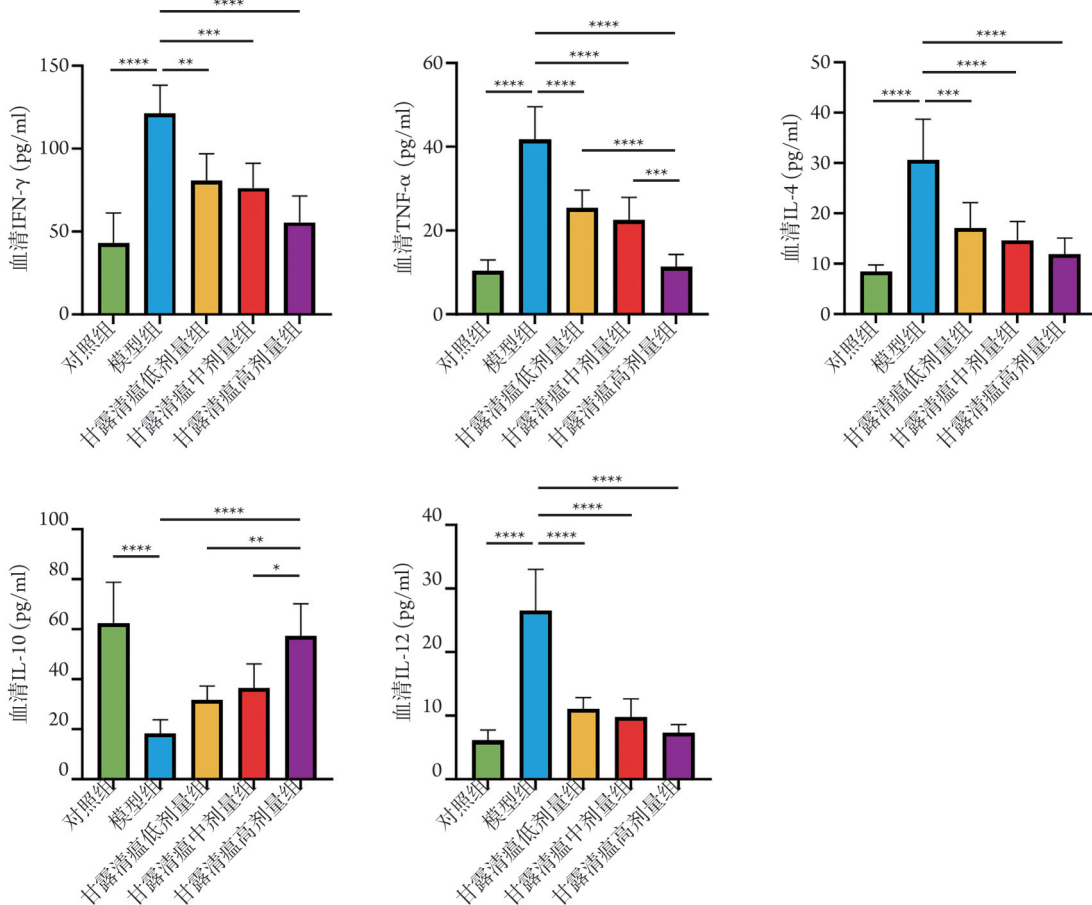 ****
***
****
**
150
100
50
0
血清IFN-γ (pg/ml)
对照组
模型组
甘露清瘟低剂量组
甘露清瘟中剂量组
甘露清瘟高剂量组
****
****
****
****
****
***
60
40
20
0
血清TNF-α (pg/ml)
对照组
模型组
甘露清瘟低剂量组
甘露清瘟中剂量组
甘露清瘟高剂量组
****
****
****
***
50
40
30
20
10
0
血清IL-4 (pg/ml)
对照组
模型组
甘露清瘟低剂量组
甘露清瘟中剂量组
甘露清瘟高剂量组
****
**
****
*
100
80
60
40
20
0
血清IL-10 (pg/ml)
对照组
模型组
甘露清瘟低剂量组
甘露清瘟中剂量组
甘露清瘟高剂量组
****
****
****
****
40
30
20
10
0
血清IL-12 (pg/ml)
对照组
模型组
甘露清瘟低剂量组
甘露清瘟中剂量组
甘露清瘟高剂量组